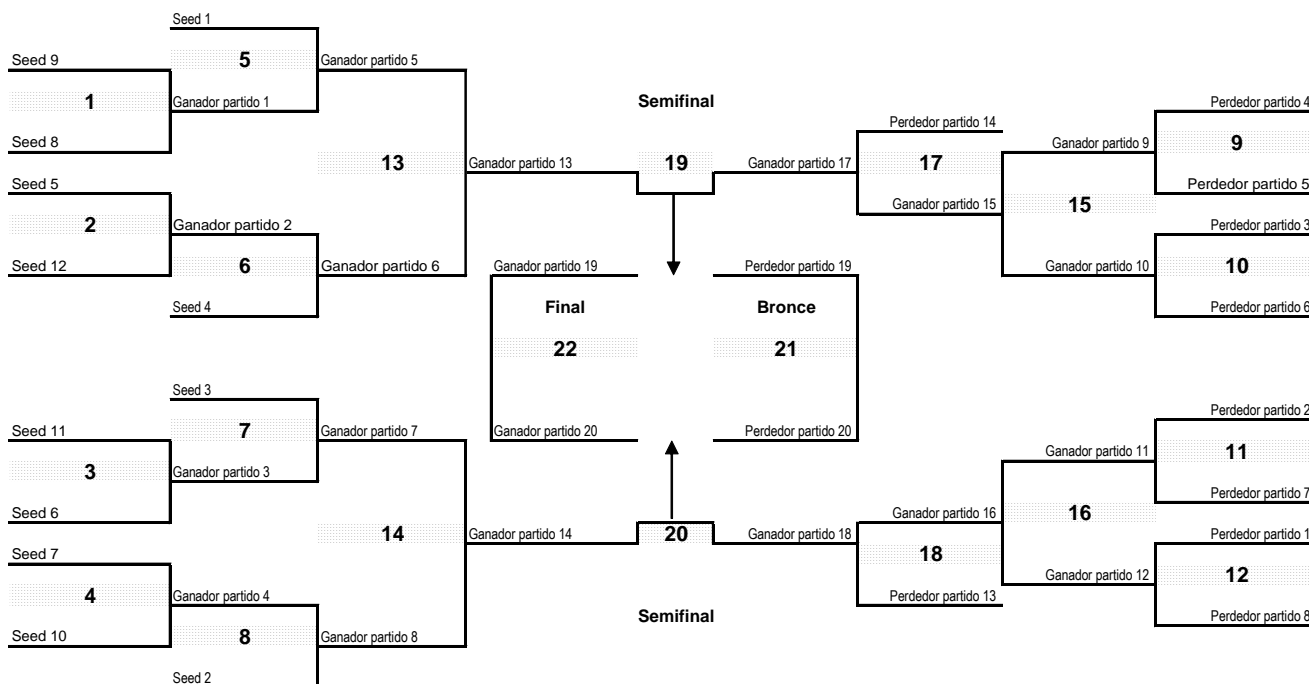 Seed 1
Seed 9
5
Ganador partido 5
1
Ganador partido 1
Seed 8
13
Ganador partido 13
Seed 5
2
Ganador partido 2
Seed 12
6
Ganador partido 6
Seed 4
Seed 3
Seed 11
7
Ganador partido 7
3
Ganador partido 3
Seed 6
14
Ganador partido 14
Seed 7
4
Ganador partido 4
Seed 10
8
Ganador partido 8
Seed 2
Semifinal
19
Ganador partido 17
Ganador partido 19
Perdedor partido 19
Final
Bronce
22
21
Ganador partido 20
Perdedor partido 20
20
Ganador partido 18
Semifinal
Perdedor partido 14
17
Ganador partido 15
Ganador partido 9
15
Ganador partido 10
Perdedor partido 4
9
Perdedor partido 5
Perdedor partido 3
10
Perdedor partido 6
Ganador partido 16
18
Perdedor partido 13
Ganador partido 11
16
Ganador partido 12
Perdedor partido 2
11
Perdedor partido 7
Perdedor partido 1
12
Perdedor partido 8